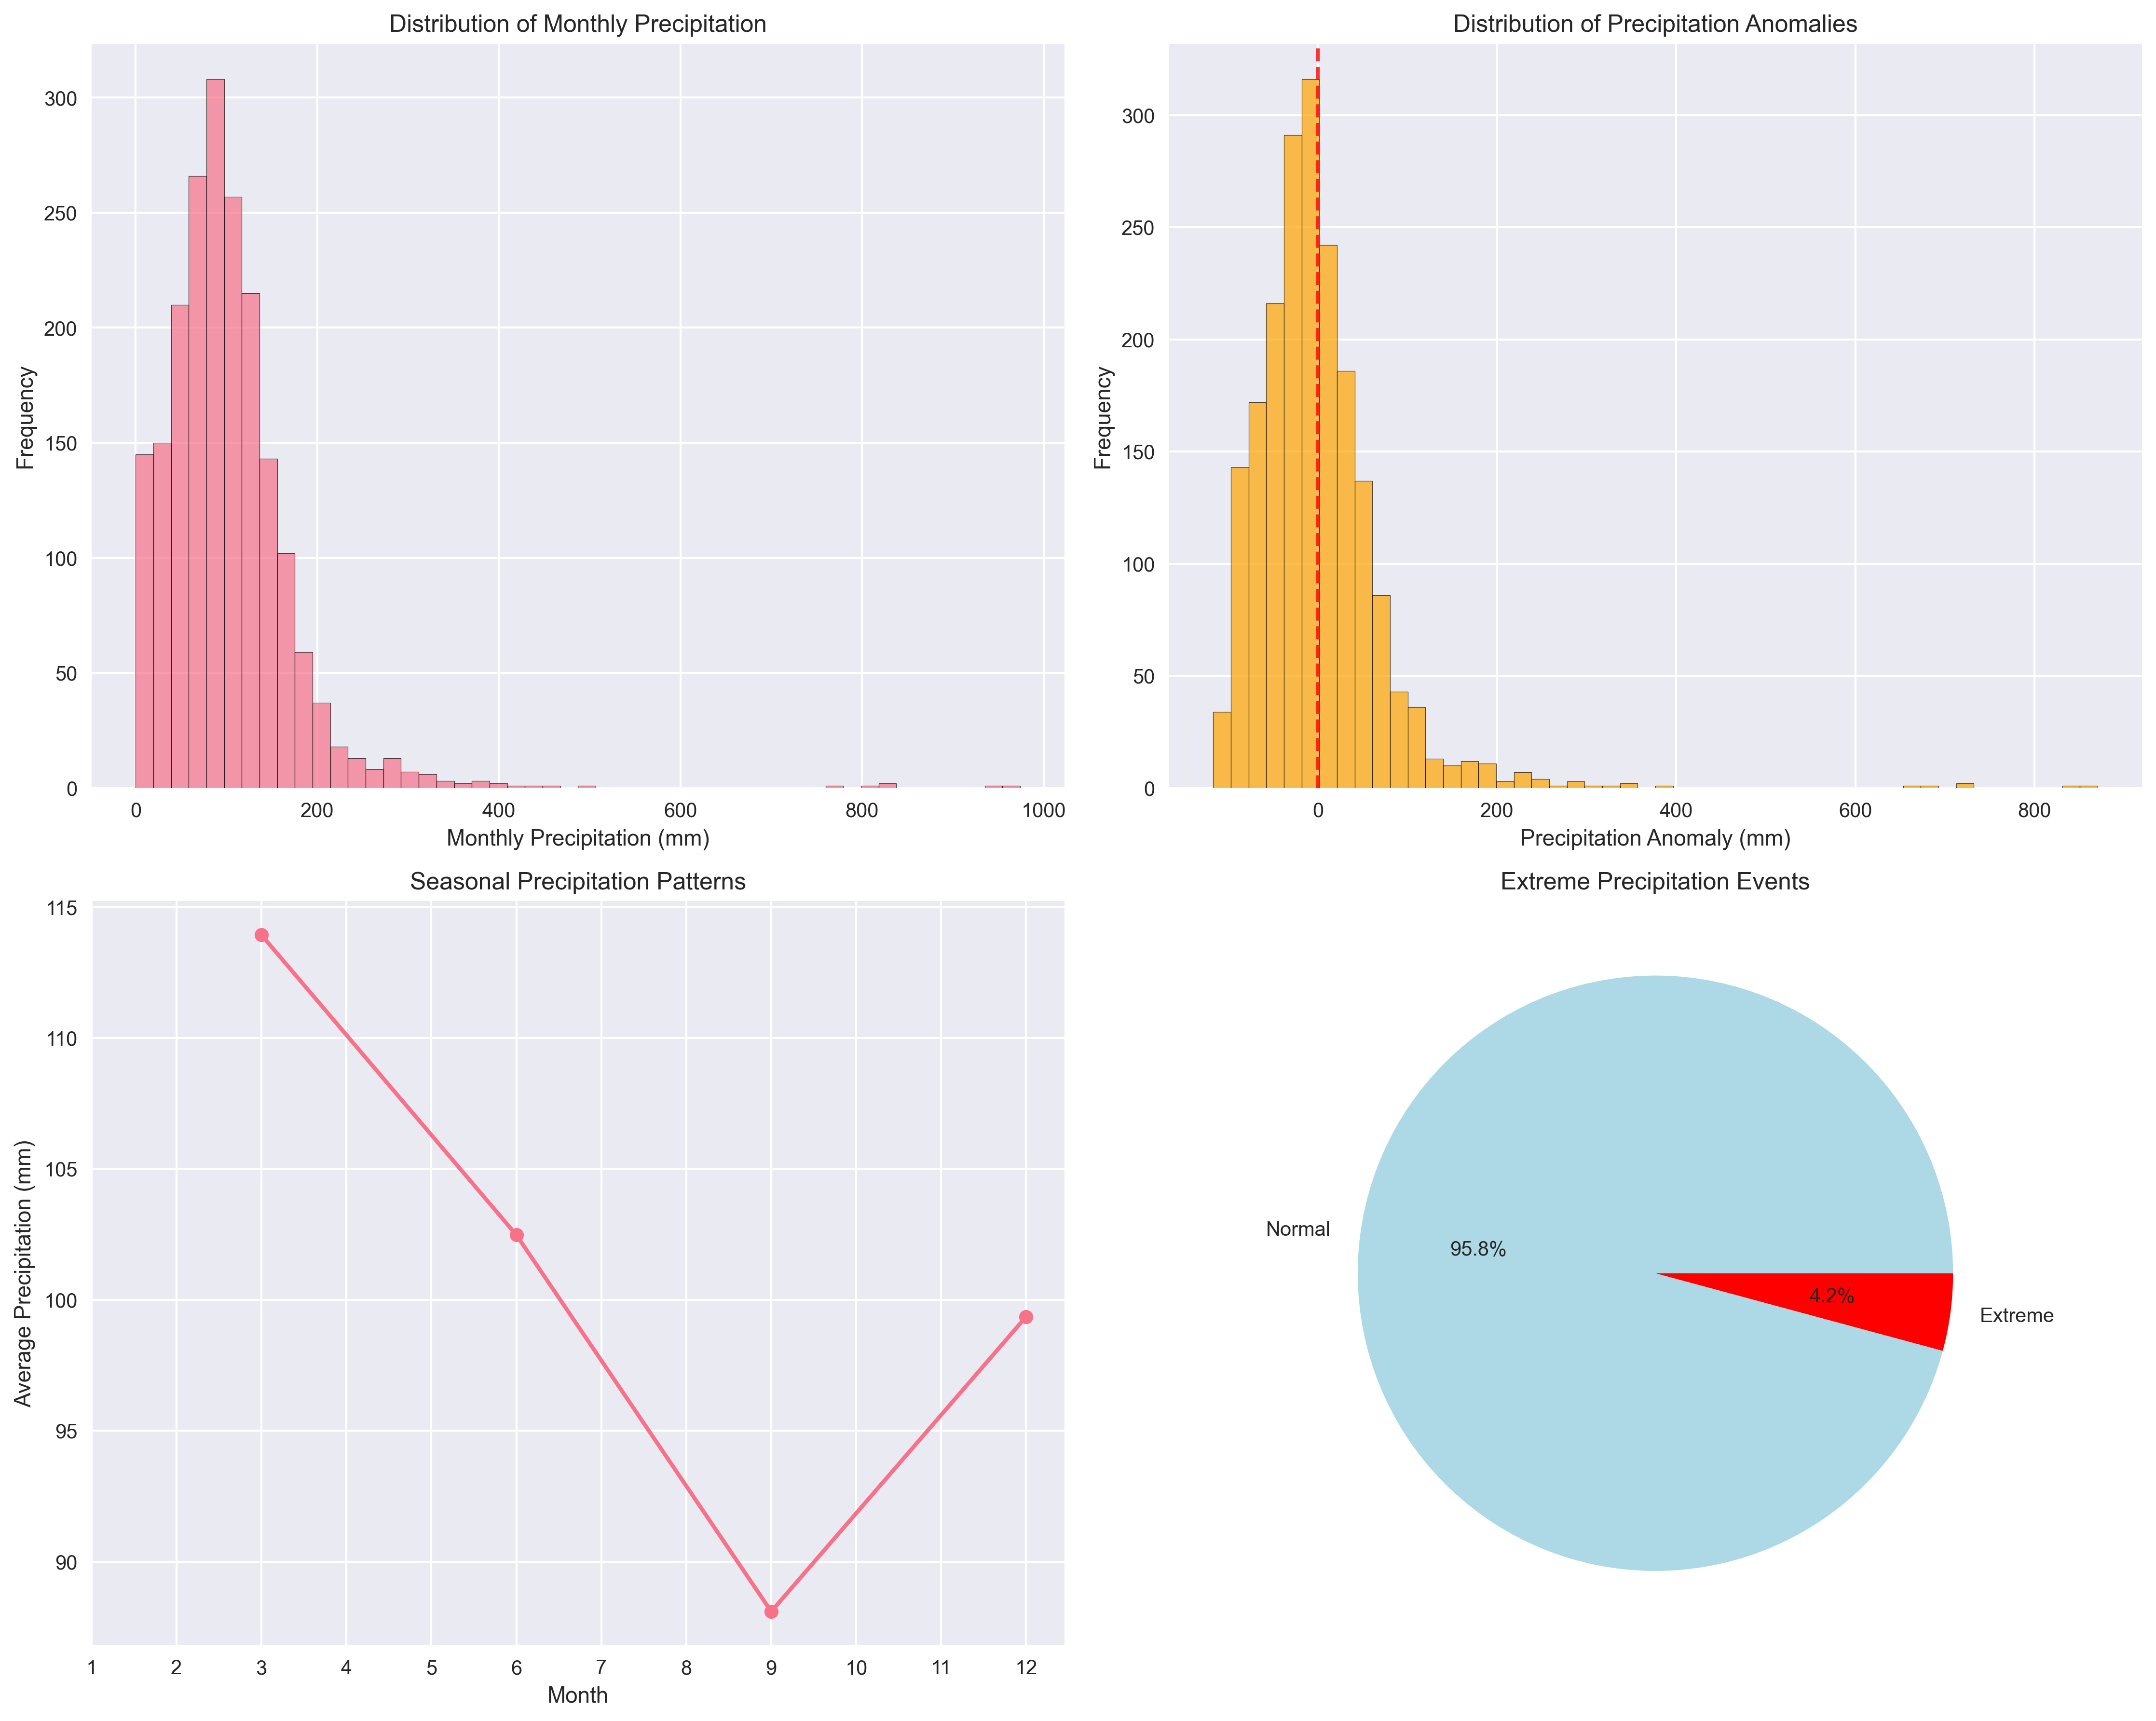 Distribution of Monthly Precipitation
300
250
200
150
100
50
0
Frequency
0 200 400 600 800 1000
Monthly Precipitation (mm)
Distribution of Precipitation Anomalies
300
250
200
150
100
50
0
Frequency
0 200 400 600 800
Precipitation Anomaly (mm)
Seasonal Precipitation Patterns
115
110
105
100
95
90
Average Precipitation (mm)
1 2 3 4 5 6 7 8 9 10 11 12
Month
Extreme Precipitation Events
Normal
95.8%
4.2%
Extreme